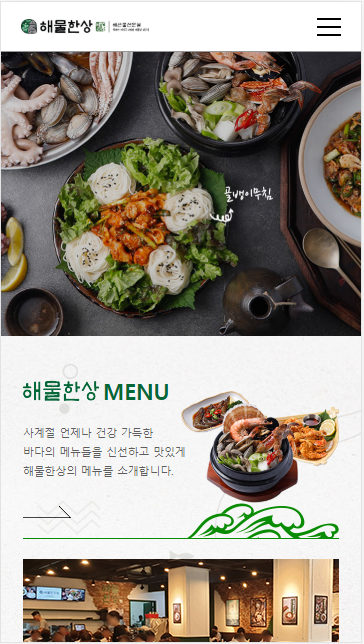 해물한상
해산물전문점
골뱅이무침
해물한상 MENU
사계절 언제나 건강 가득한
바다의 메뉴들을 신선하고 맛있게
해물한상의 메뉴를 소개합니다.